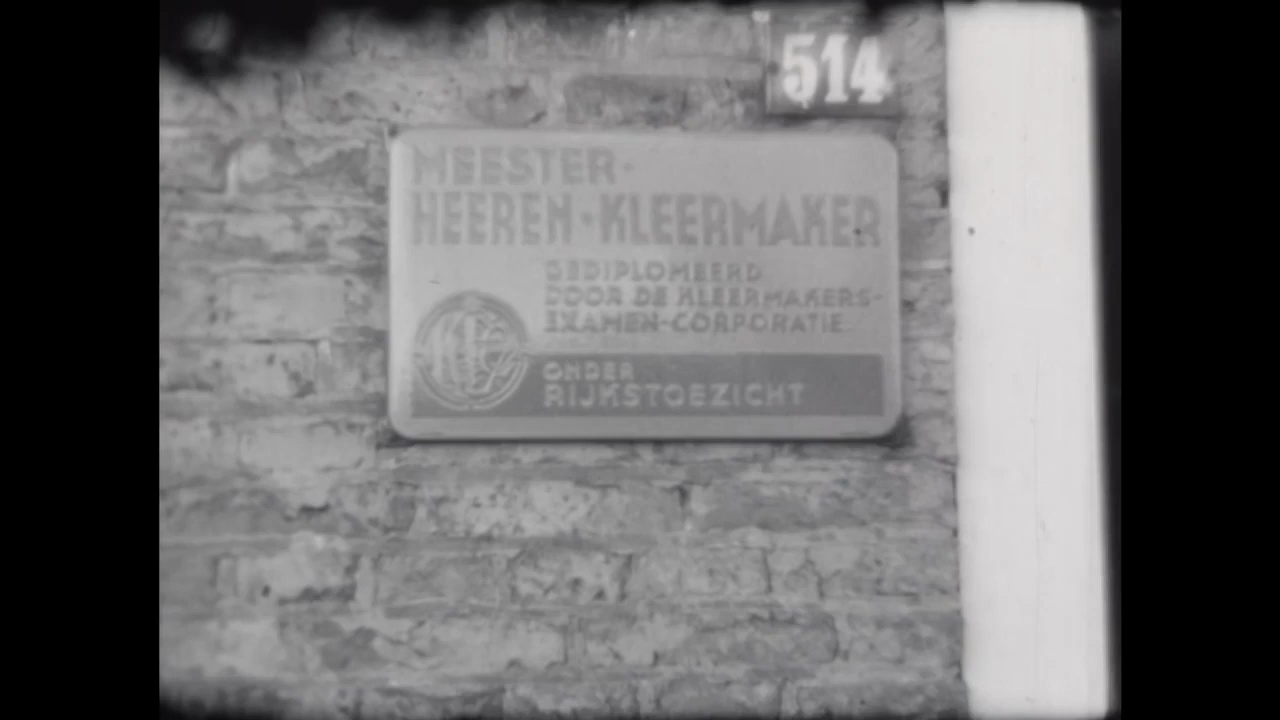 514
MEESTER-
HEEREN-KLEERMAKER
GEDIPLOMEERD
DOOR DE KLEERMAKERS-
EXAMEN-CORPORATIE
ONDER
RIJKSTOEZICHT